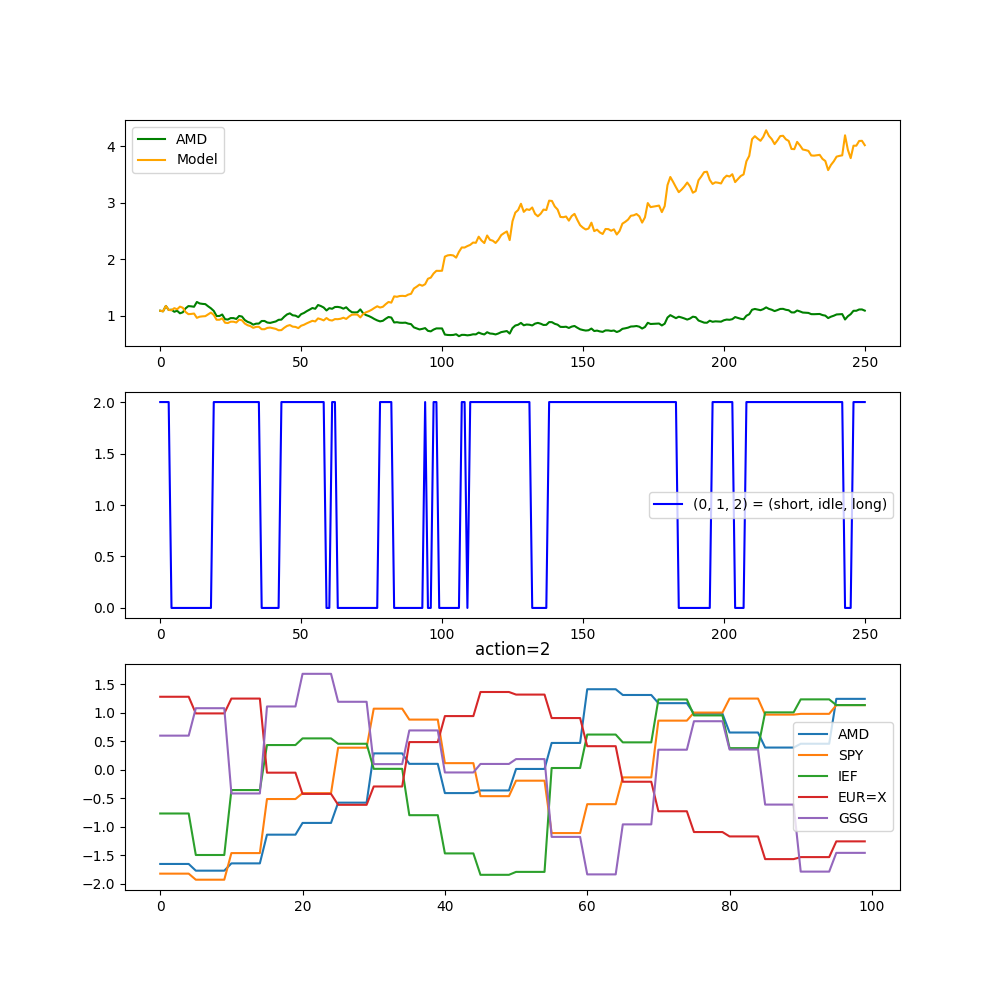 AMD
Model
4
3
2
1
0 50 100 150 200 250
2.0
1.5
(0, 1, 2) = (short, idle, long)
1.0
0.5
0.0
0 50 100 150 200 250
action=2
1.5
1.0
0.5
0.0
−0.5
−1.0
−1.5
−2.0
AMD
SPY
IEF
EUR=X
GSG
0 20 40 60 80 100